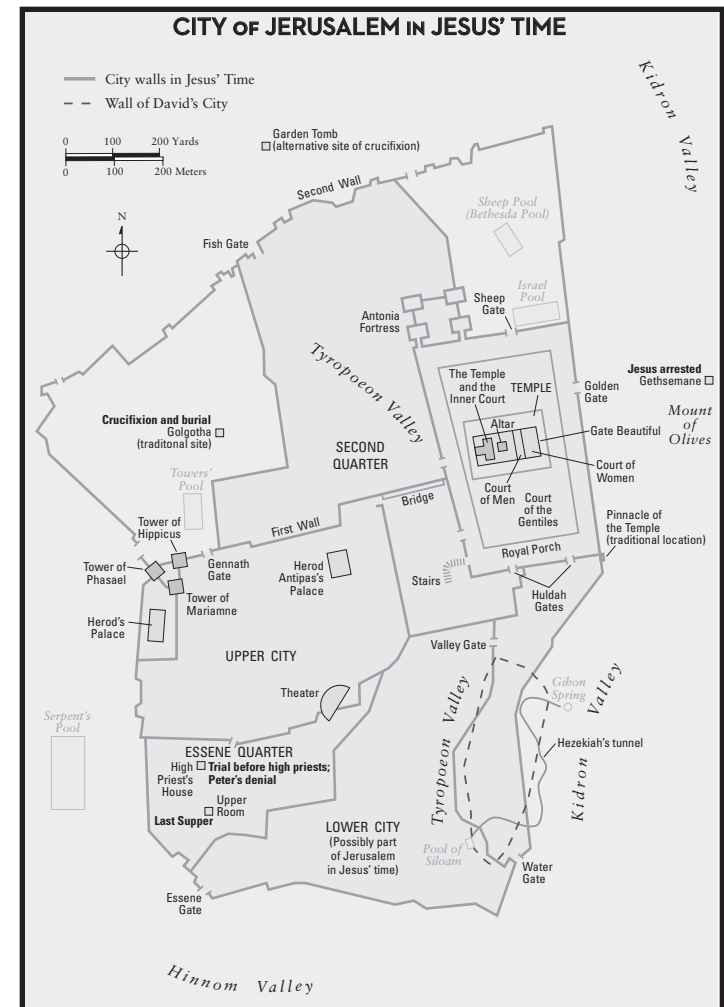 CITY OF JERUSALEM IN JESUS' TIME
City walls in Jesus' Time
Wall of David's City
0 100 200 Yards
0 100 200 Meters
N
Kidron Valley
Garden Tomb
(alternative site of crucifixion)
Second Wall
Fish Gate
Sheep Pool
(Bethesda Pool)
Israel
Pool
Sheep
Gate
Antonia
Fortress
Tyropoeon Valley
The Temple
and the
Inner Court
TEMPLE
Altar
Golden
Gate
Jesus arrested
Gethsemane
Mount
of
Olives
Gate Beautiful
Court of
Women
Court
of Men
Court
of the
Gentiles
Crucifixion and burial
Golgotha
(traditonal site)
SECOND
QUARTER
Towers'
Pool
Bridge
First Wall
Pinnacle of
the Temple
(traditional location)
Royal Porch
Tower of
Hippicus
Tower of
Phasael
Gennath
Gate
Tower of
Mariamne
Herod
Antipas's
Palace
Stairs
Huldah
Gates
Herod's
Palace
UPPER CITY
Valley Gate
Theater
Gihon
Spring
Kidron Valley
Tyropoeon Valley
Hezekiah's tunnel
Serpent's
Pool
ESSENE QUARTER
High
Priest's
House
Trial before high priests;
Peter's denial
Upper
Room
Last Supper
LOWER CITY
(Possibly part
of Jerusalem
in Jesus' time)
Pool of
Siloam
Water
Gate
Essene
Gate
Hinnom Valley